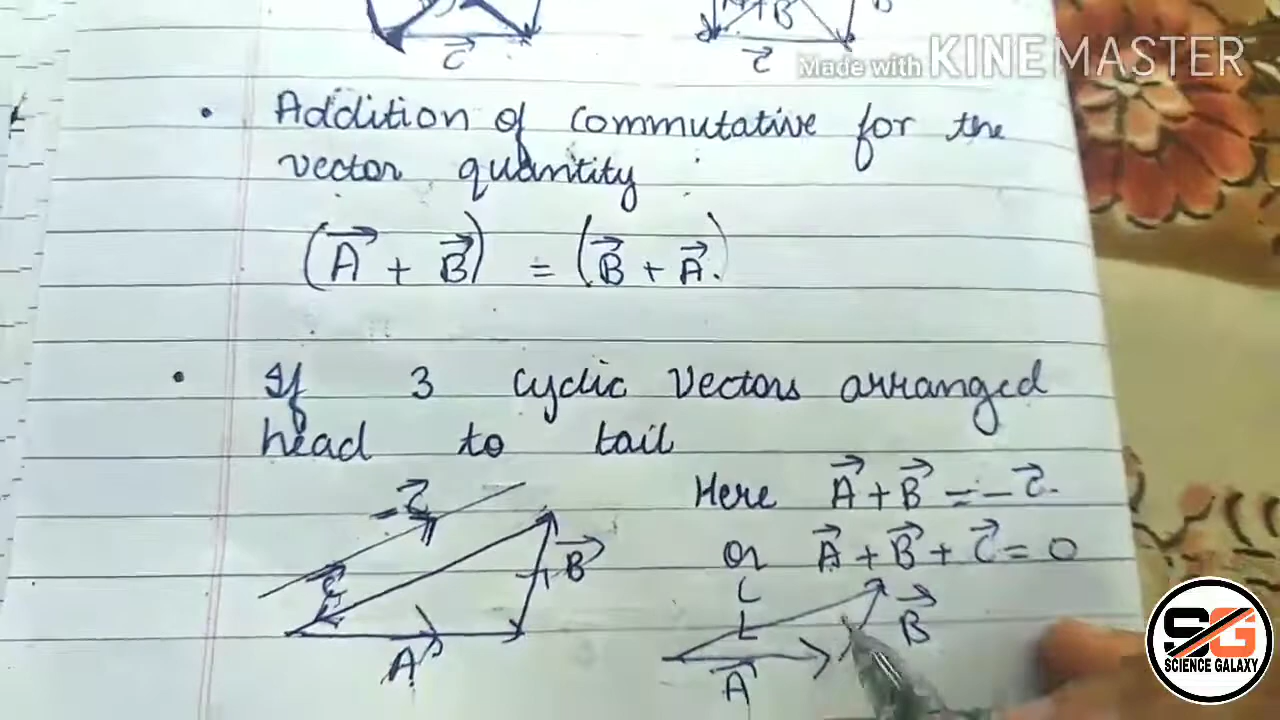 C⃗
B
C⃗
+B
Made with KINEMASTER
• Addition of commutative for the
vector quantity
(A⃗ + B⃗) = (B⃗ + A⃗)
• If 3 cyclic vectors arranged
head to tail
Here A⃗ + B⃗ = -C⃗.
-C⃗
or A⃗ + B⃗ + C⃗ = 0
B⃗
C⃗
A⃗
B⃗
A⃗
SG
SCIENCE GALAXY